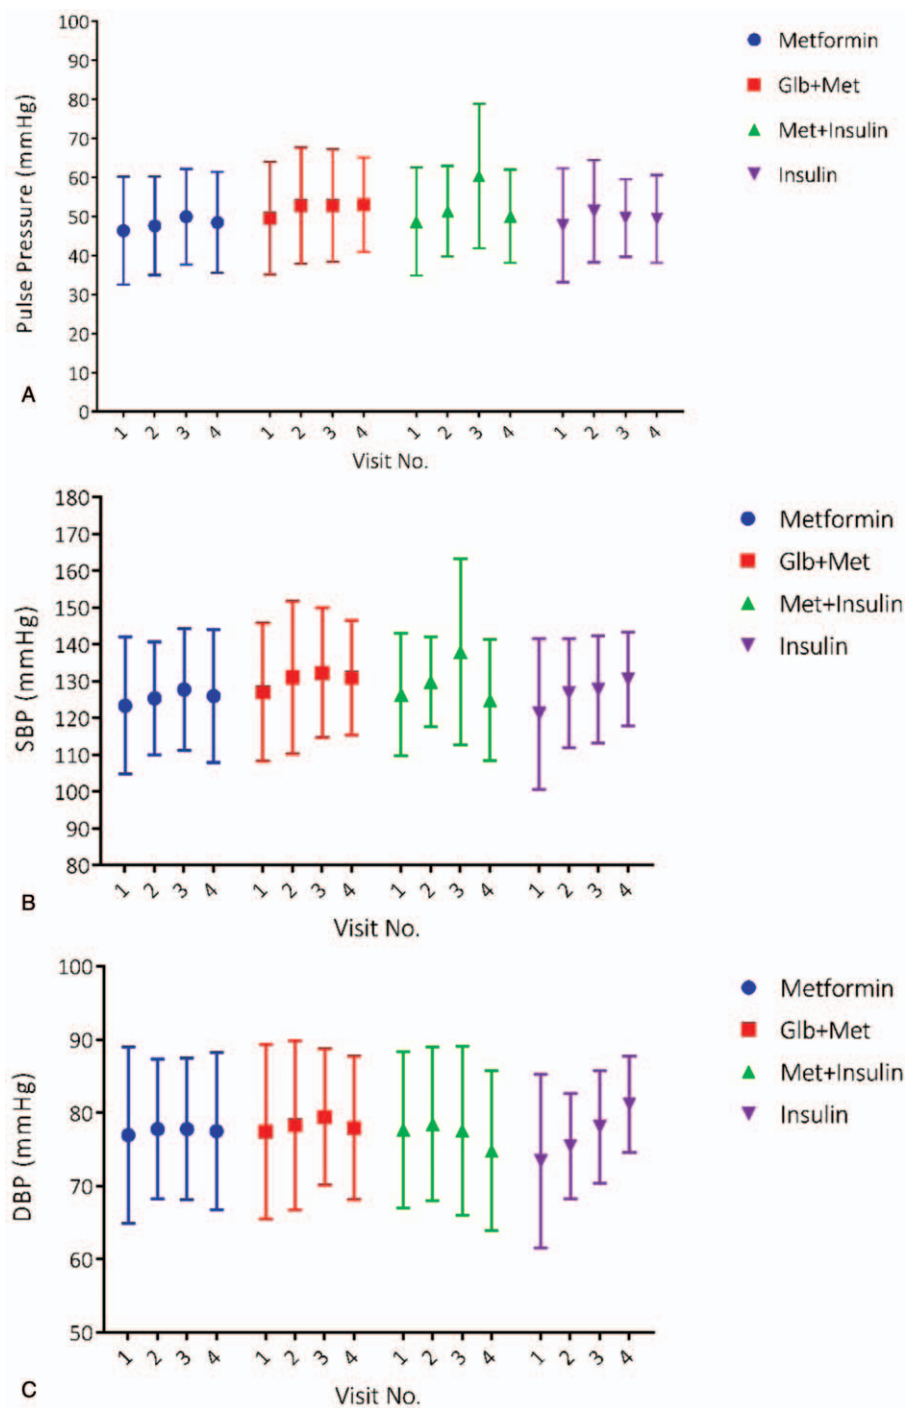 Pulse Pressure (mmHg)
100
90
80
70
60
50
40
30
20
10
0
1 2 3 4 1 2 3 4 1 2 3 4 1 2 3 4
Visit No.
Metformin
Glb+Met
Met+Insulin
Insulin
A
SBP (mmHg)
180
170
160
150
140
130
120
110
100
90
80
1 2 3 4 1 2 3 4 1 2 3 4 1 2 3 4
Visit No.
Metformin
Glb+Met
Met+Insulin
Insulin
B
DBP (mmHg)
100
90
80
70
60
50
1 2 3 4 1 2 3 4 1 2 3 4 1 2 3 4
Visit No.
Metformin
Glb+Met
Met+Insulin
Insulin
C